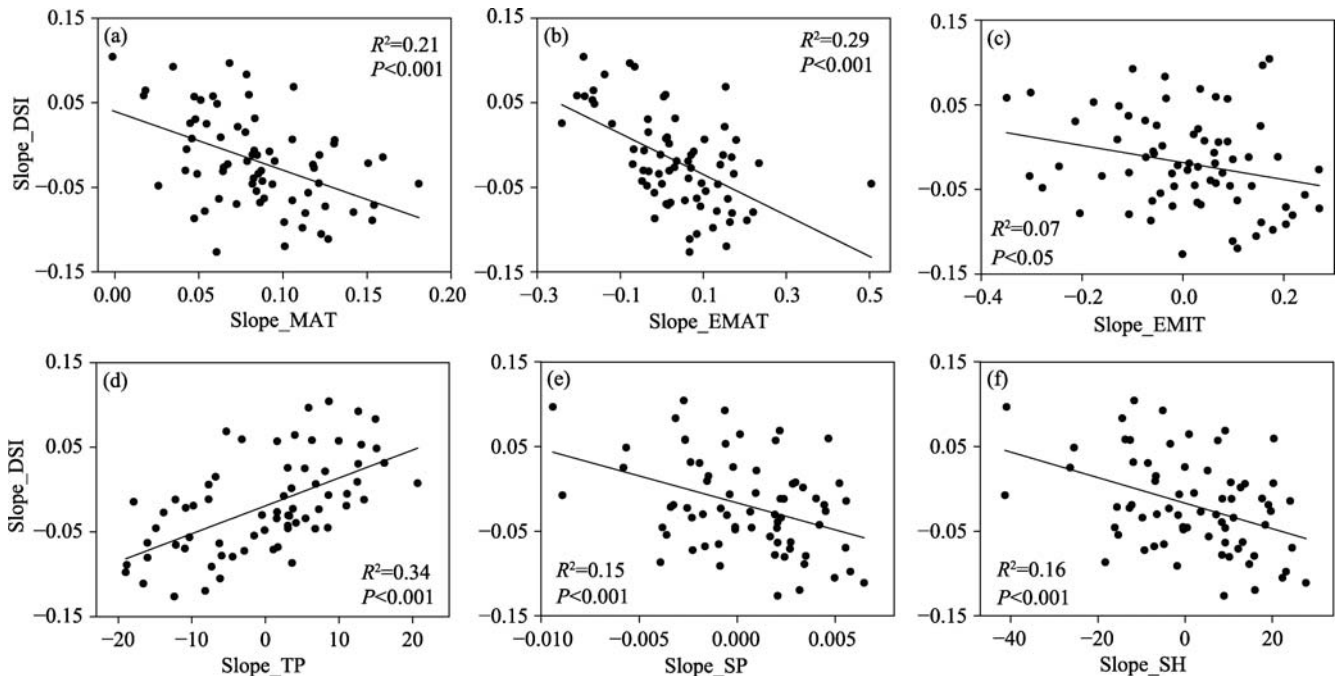 0.15
(a)
R²=0.21
P<0.001
0.05
−0.05
−0.15
Slope_DSI
0.00 0.05 0.10 0.15 0.20
Slope_MAT
0.15
(b)
R²=0.29
P<0.001
0.05
−0.05
−0.15
−0.3 −0.1 0.1 0.3 0.5
Slope_EMAT
0.15
(c)
0.05
−0.05
R²=0.07
P<0.05
−0.15
−0.4 −0.2 0.0 0.2
Slope_EMIT
0.15
(d)
0.05
−0.05
R²=0.34
P<0.001
−0.15
Slope_DSI
−20 −10 0 10 20
Slope_TP
0.15
(e)
0.05
−0.05
R²=0.15
P<0.001
−0.15
−0.010 −0.005 0.000 0.005
Slope_SP
0.15
(f)
0.05
−0.05
R²=0.16
P<0.001
−0.15
−40 −20 0 20
Slope_SH